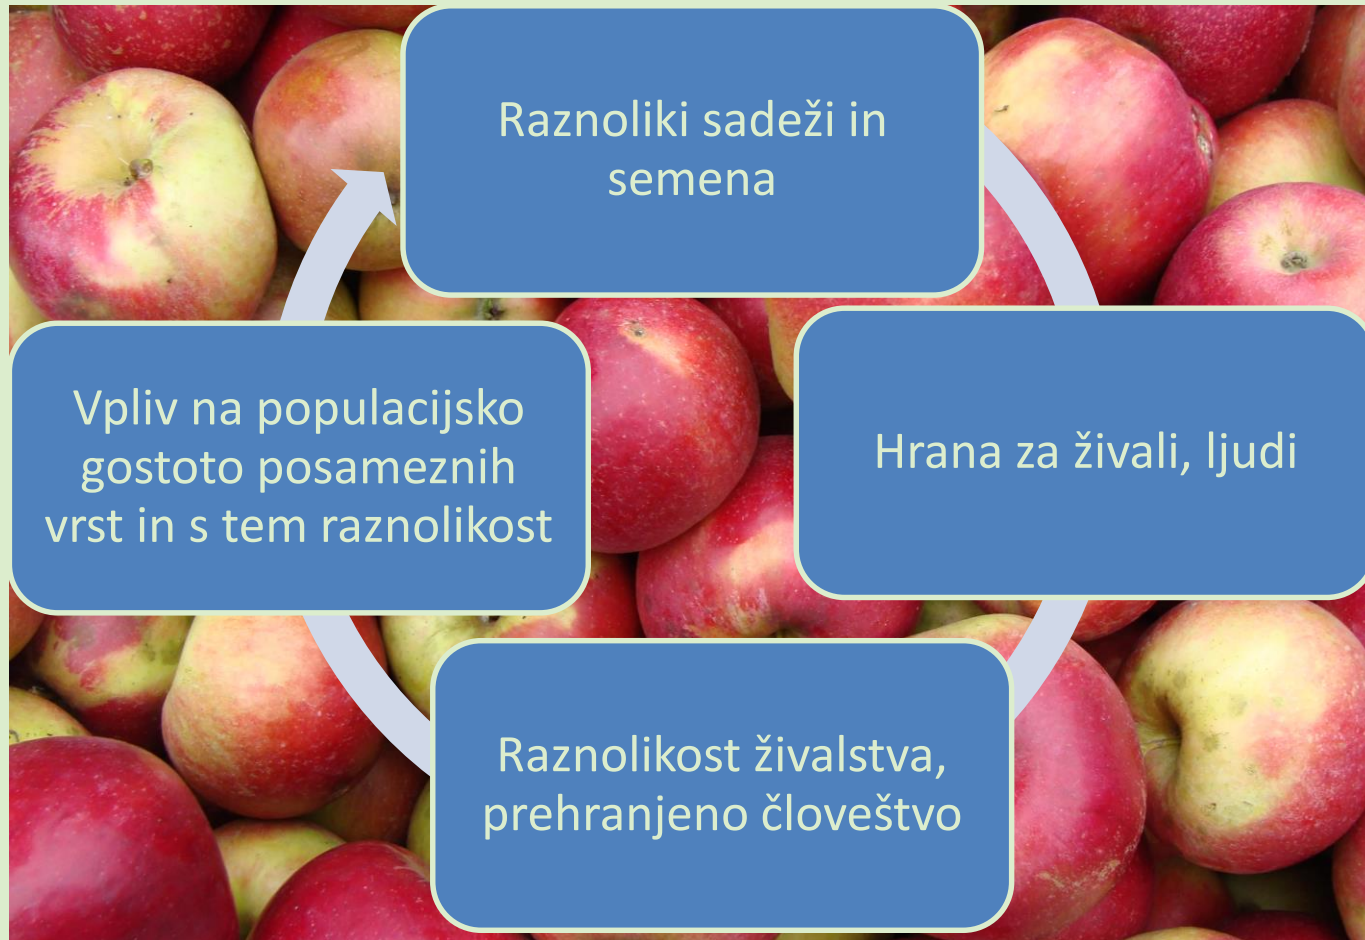 Raznoliki sadeži in
semena
Hrana za živali, ljudi
Raznolikost živalstva,
prehranjeno človeštvo
Vpliv na populacijsko
gostoto posameznih
vrst in s tem raznolikost